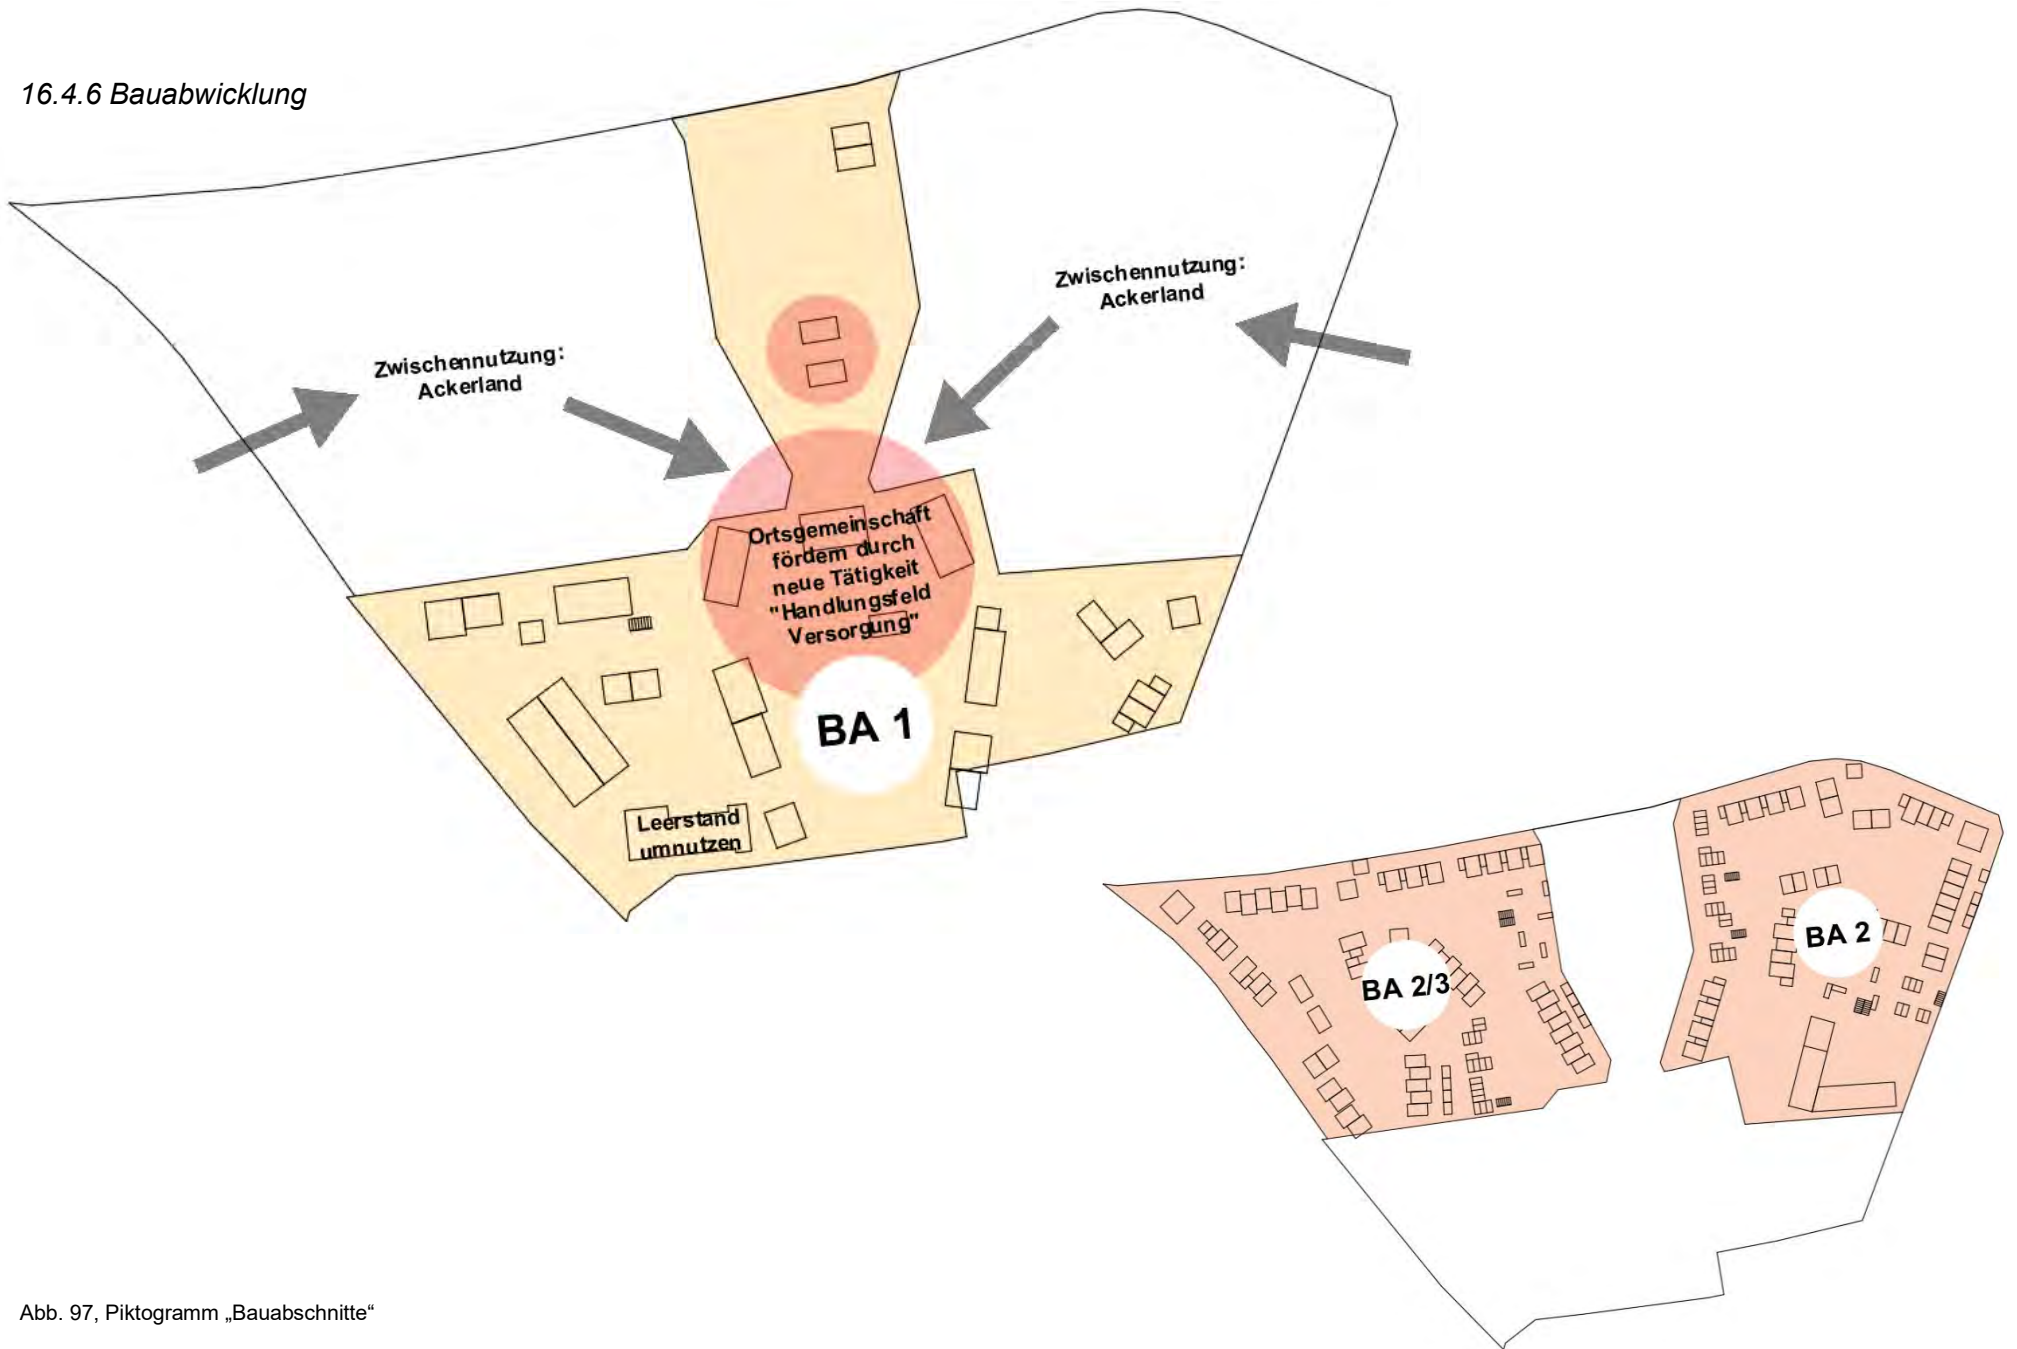 16.4.6 Bauabwicklung
Zwischennutzung:
Ackerland
Zwischennutzung:
Ackerland
Ortsgemeinschaft
fördern durch
neue Tätigkeit
"Handlungsfeld
Versorgung"
BA 1
Leerstand
umnutzen
BA 2/3
BA 2
Abb. 97, Piktogramm „Bauabschnitte“